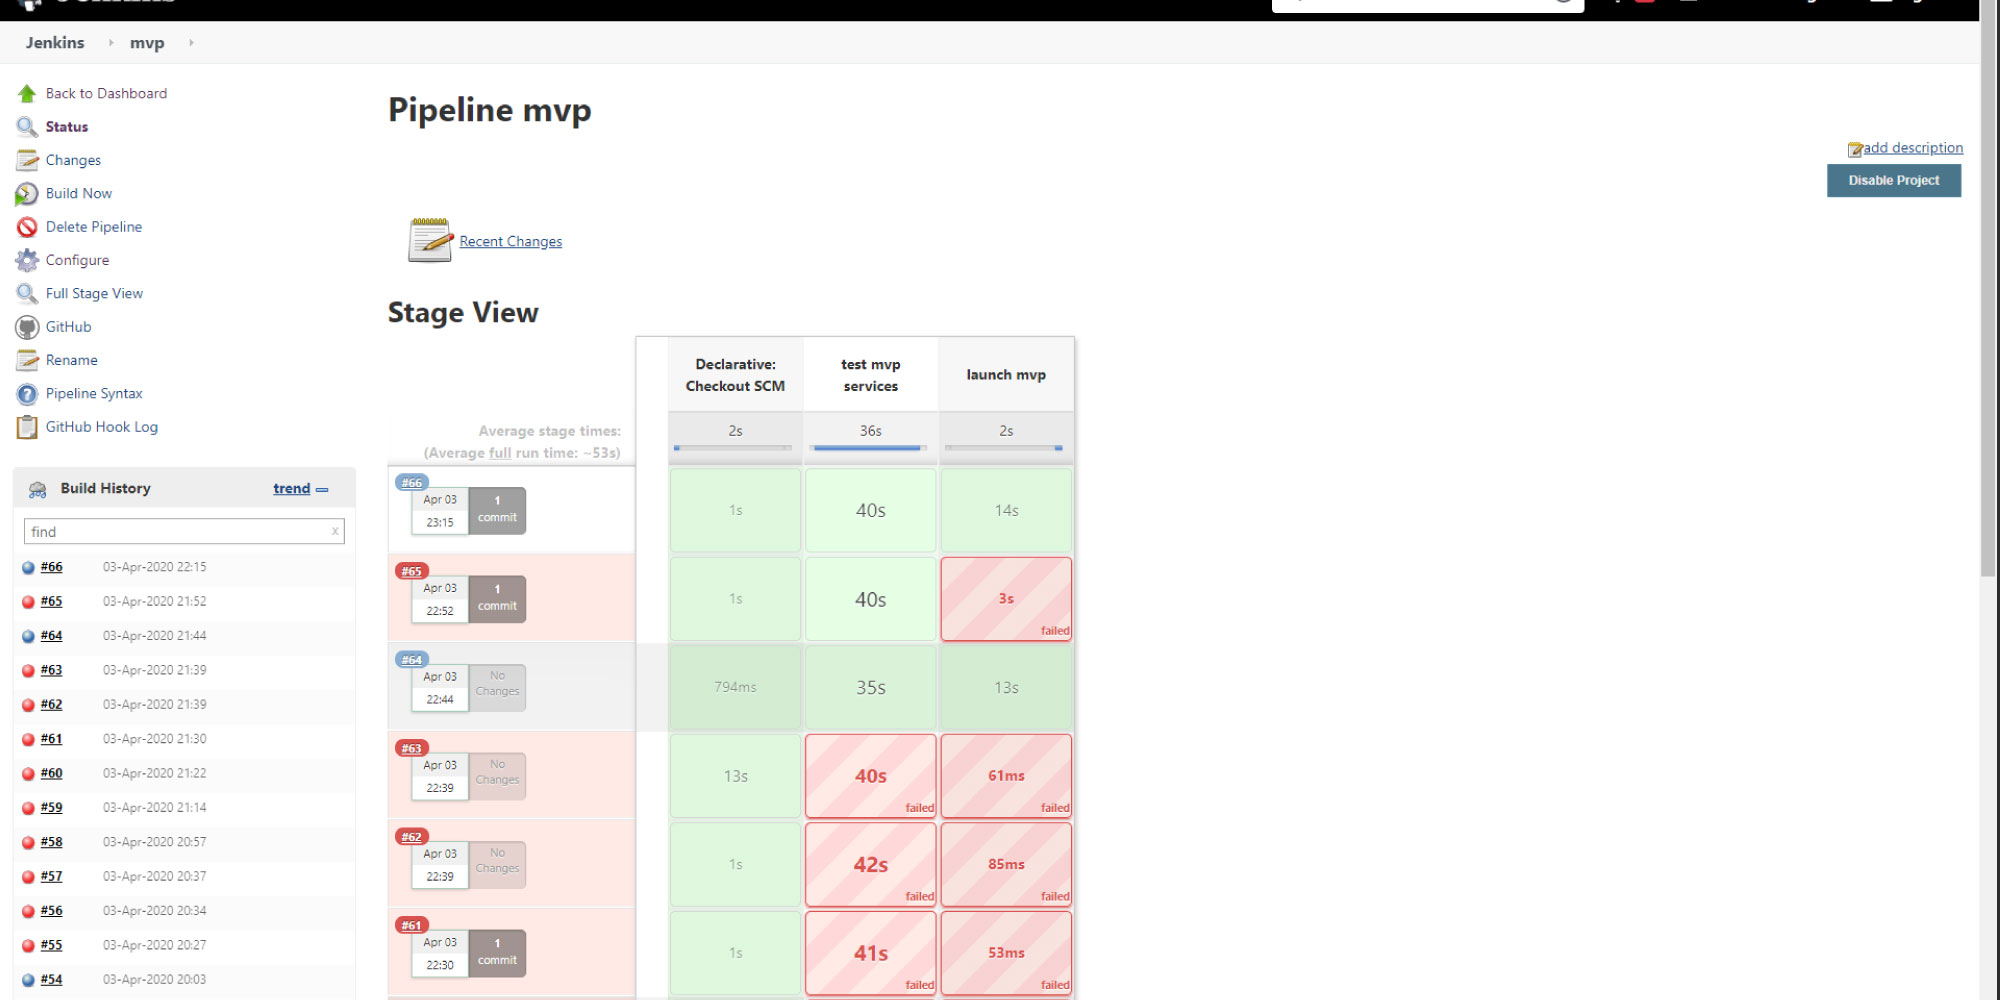 Jenkins
Jenkins
mvp
Back to Dashboard
Status
Changes
Build Now
Delete Pipeline
Configure
Full Stage View
GitHub
Rename
Pipeline Syntax
GitHub Hook Log
Build History
trend
find
x
#66 03-Apr-2020 22:15
#65 03-Apr-2020 21:52
#64 03-Apr-2020 21:44
#63 03-Apr-2020 21:39
#62 03-Apr-2020 21:39
#61 03-Apr-2020 21:30
#60 03-Apr-2020 21:22
#59 03-Apr-2020 21:14
#58 03-Apr-2020 20:57
#57 03-Apr-2020 20:37
#56 03-Apr-2020 20:34
#55 03-Apr-2020 20:27
#54 03-Apr-2020 20:03
Pipeline mvp
add description
Disable Project
Recent Changes
Stage View
Declarative:
Checkout SCM
test mvp
services
launch mvp
Average stage times:
(Average full run time: ~53s)
2s
36s
2s
#66
Apr 03
23:15
1
commit
1s
40s
14s
#65
Apr 03
22:52
1
commit
1s
40s
3s
failed
#64
Apr 03
22:44
No
Changes
794ms
35s
13s
#63
Apr 03
22:39
No
Changes
13s
40s
failed
61ms
failed
#62
Apr 03
22:39
No
Changes
1s
42s
failed
85ms
failed
#61
Apr 03
22:30
1
commit
1s
41s
failed
53ms
failed